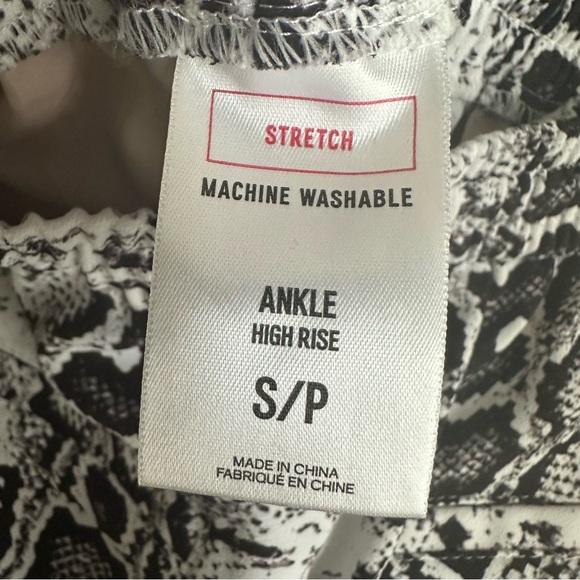 STRETCH
MACHINE WASHABLE
ANKLE
HIGH RISE
S/P
MADE IN CHINA
FABRIQUÉ EN CHINE